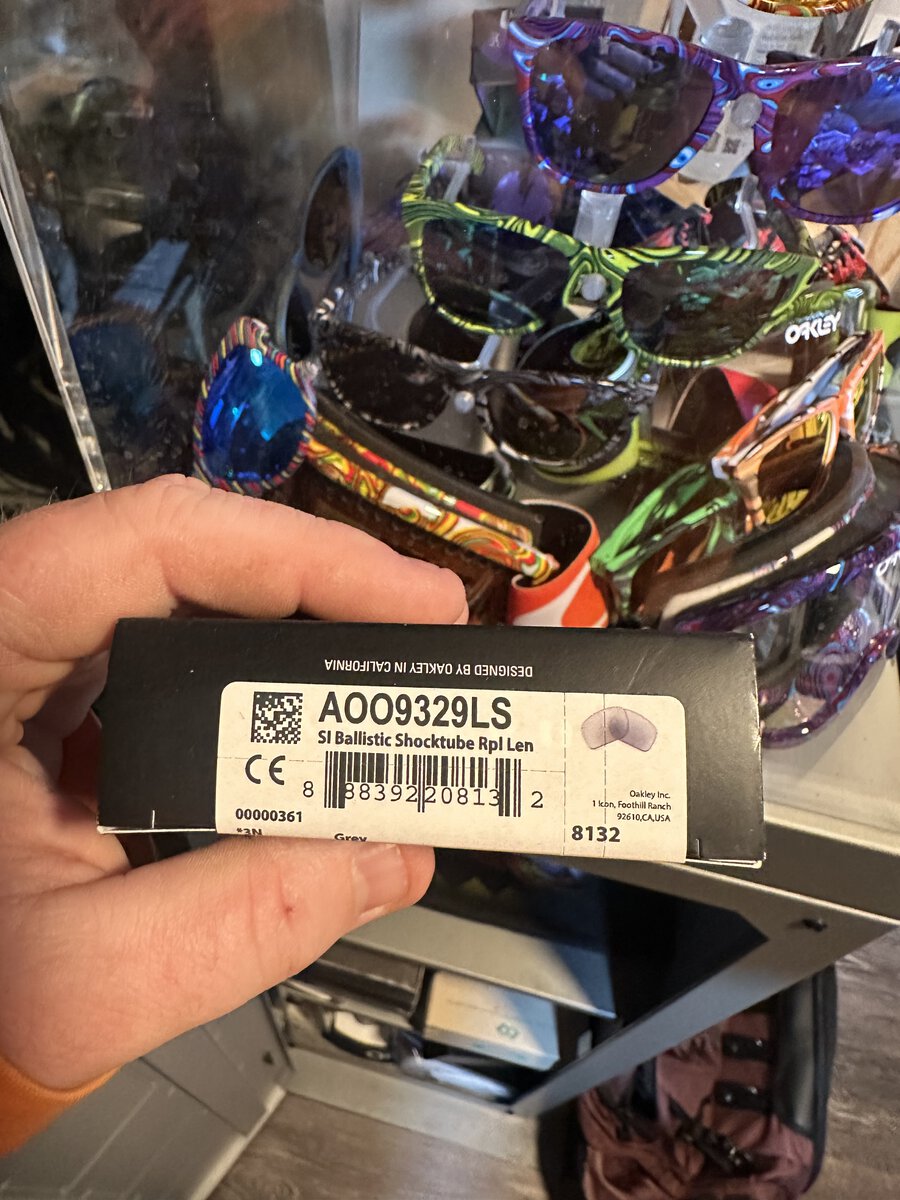 OAKLEY
DESIGNED BY OAKLEY IN CALIFORNIA
AOO9329LS
SI Ballistic Shocktube Rpl Len
CE
8 88392 20813 2
Oakley Inc.
1 Icon, Foothill Ranch
92610,CA,USA
00000361
*3N Grey 8132